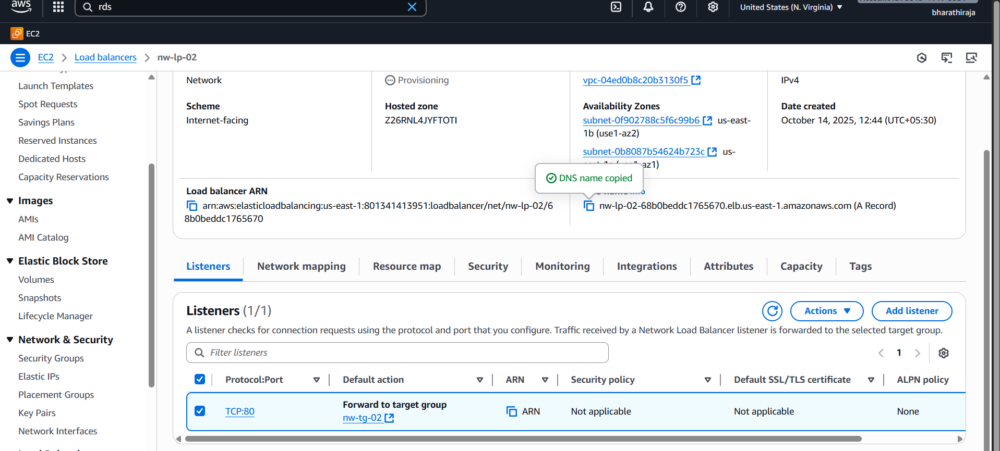 aws
rds
United States (N. Virginia)
bharathiraja
EC2
EC2
Load balancers
nw-lp-02
Launch Templates
Spot Requests
Savings Plans
Reserved Instances
Dedicated Hosts
Capacity Reservations
Images
AMIs
AMI Catalog
Elastic Block Store
Volumes
Snapshots
Lifecycle Manager
Network & Security
Security Groups
Elastic IPs
Placement Groups
Key Pairs
Network Interfaces
Network
Provisioning
vpc-04ed0b8c20b3130f5
IPv4
Scheme
Internet-facing
Hosted zone
Z26RNL4JYFTOTI
Availability Zones
subnet-0f902788c5f6c99b6 us-east-
1b (use1-az2)
subnet-0b8087b54624b723c us-
Date created
October 14, 2025, 12:44 (UTC+05:30)
DNS name copied
Load balancer ARN
arn:aws:elasticloadbalancing:us-east-1:801341413951:loadbalancer/net/nw-lp-02/6
8b0beddc1765670
nw-lp-02-68b0beddc1765670.elb.us-east-1.amazonaws.com (A Record)
Listeners
Network mapping
Resource map
Security
Monitoring
Integrations
Attributes
Capacity
Tags
Listeners (1/1)
Actions
Add listener
A listener checks for connection requests using the protocol and port that you configure. Traffic received by a Network Load Balancer listener is forwarded to the selected target group.
Filter listeners
1
Protocol:Port
Default action
ARN
Security policy
Default SSL/TLS certificate
ALPN policy
TCP:80
Forward to target group
nw-tg-02
ARN
Not applicable
Not applicable
None